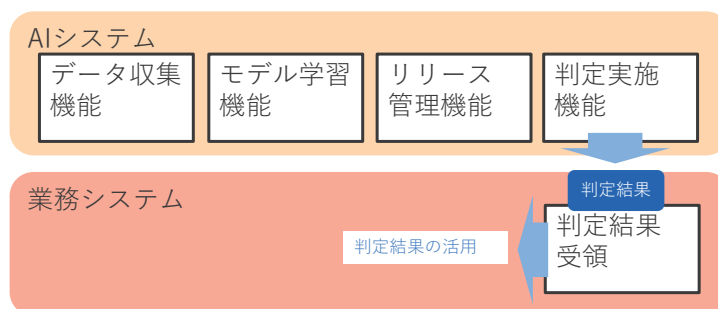 AIシステム
データ収集
機能
モデル学習
機能
リリース
管理機能
判定実施
機能
業務システム
判定結果
判定結果
受領
判定結果の活用